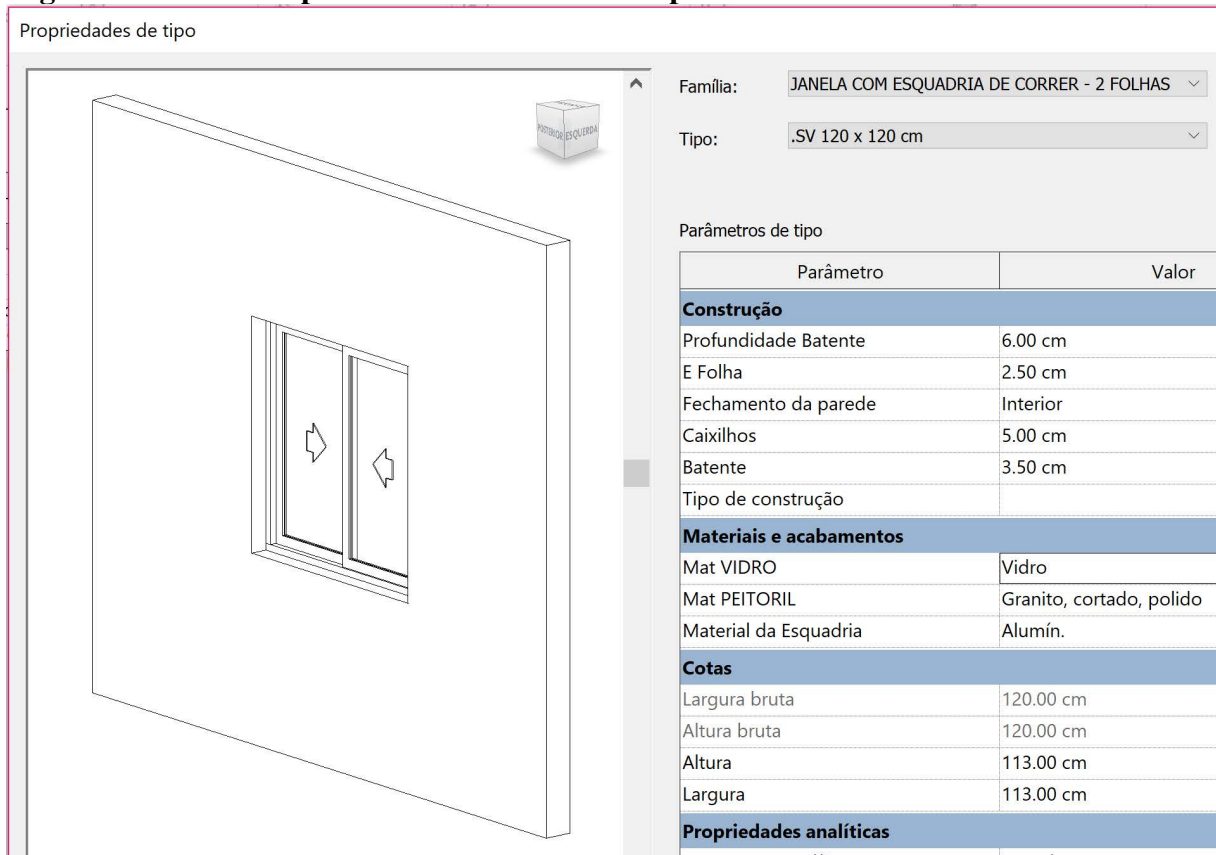 Propriedades de tipo
POSTERIOR ESQUERDA
Família: JANELA COM ESQUADRIA DE CORRER - 2 FOLHAS
Tipo: .SV 120 x 120 cm
Parâmetros de tipo
Parâmetro Valor
Construção
Profundidade Batente 6.00 cm
E Folha 2.50 cm
Fechamento da parede Interior
Caixilhos 5.00 cm
Batente 3.50 cm
Tipo de construção
Materiais e acabamentos
Mat VIDRO Vidro
Mat PEITORIL Granito, cortado, polido
Material da Esquadria Alumín.
Cotas
Largura bruta 120.00 cm
Altura bruta 120.00 cm
Altura 113.00 cm
Largura 113.00 cm
Propriedades analíticas